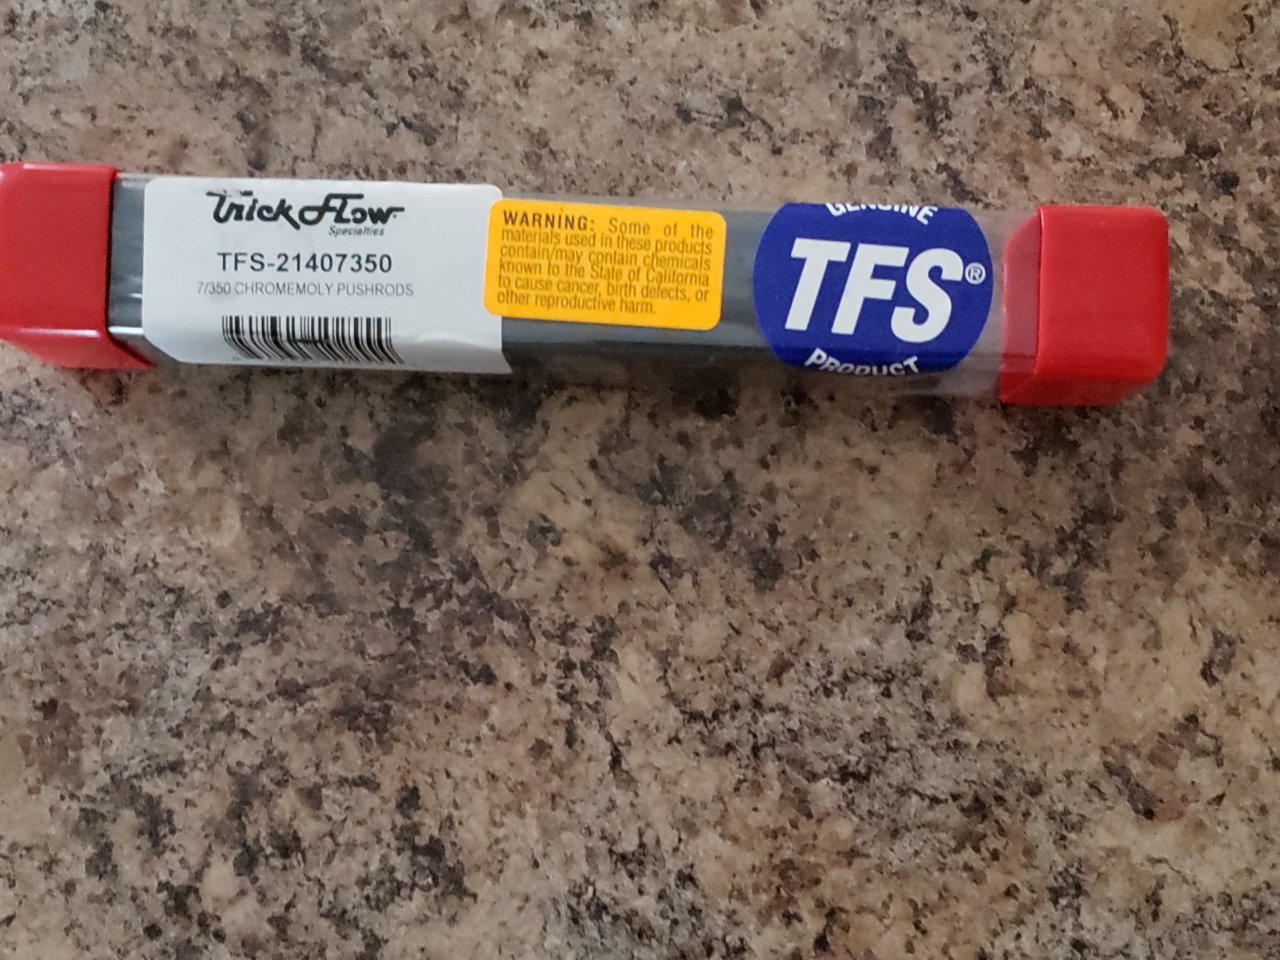 Trick Flow
Specialties
TFS-21407350
7/350 CHROMEMOLY PUSHRODS
WARNING: Some of the
materials used in these products
contain/may contain chemicals
known to the State of California
to cause cancer, birth defects, or
other reproductive harm.
GENUINE
TFS®
PRODUCT